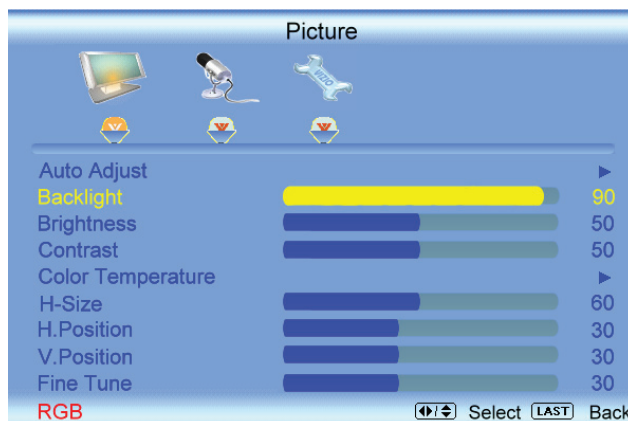 Picture
VIZIO
Auto Adjust
Backlight 90
Brightness 50
Contrast 50
Color Temperature
H-Size 60
H.Position 30
V.Position 30
Fine Tune 30
RGB Select LAST Back